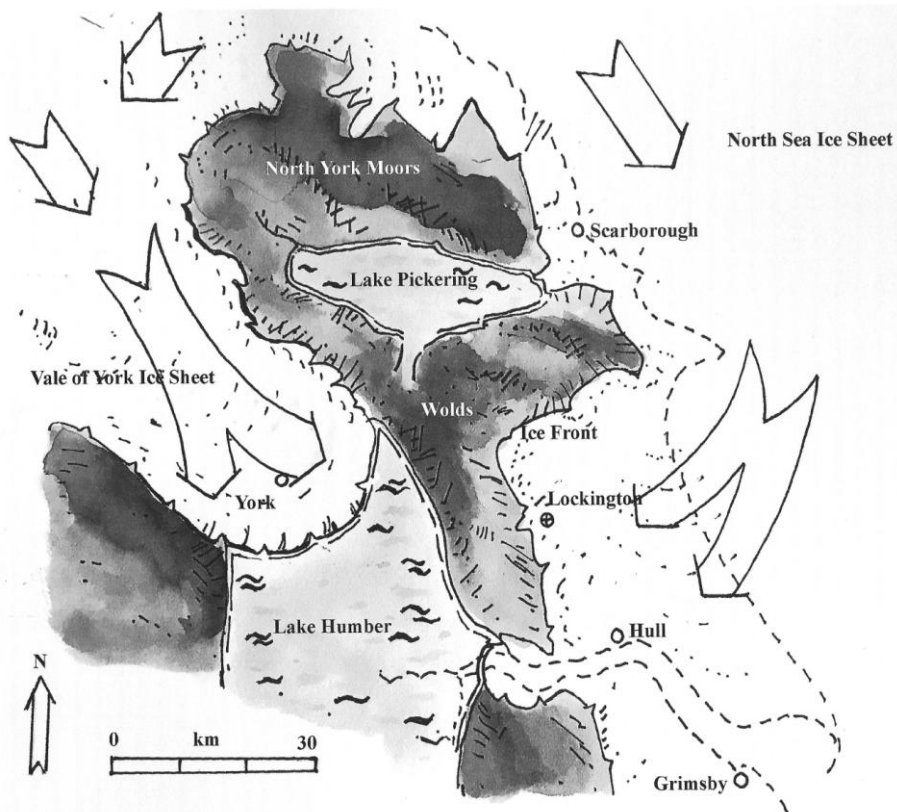 North York Moors
North Sea Ice Sheet
Scarborough
Lake Pickering
Vale of York Ice Sheet
Wolds
Ice Front
York
Lockington
Lake Humber
Hull
N
0 km 30
Grimsby